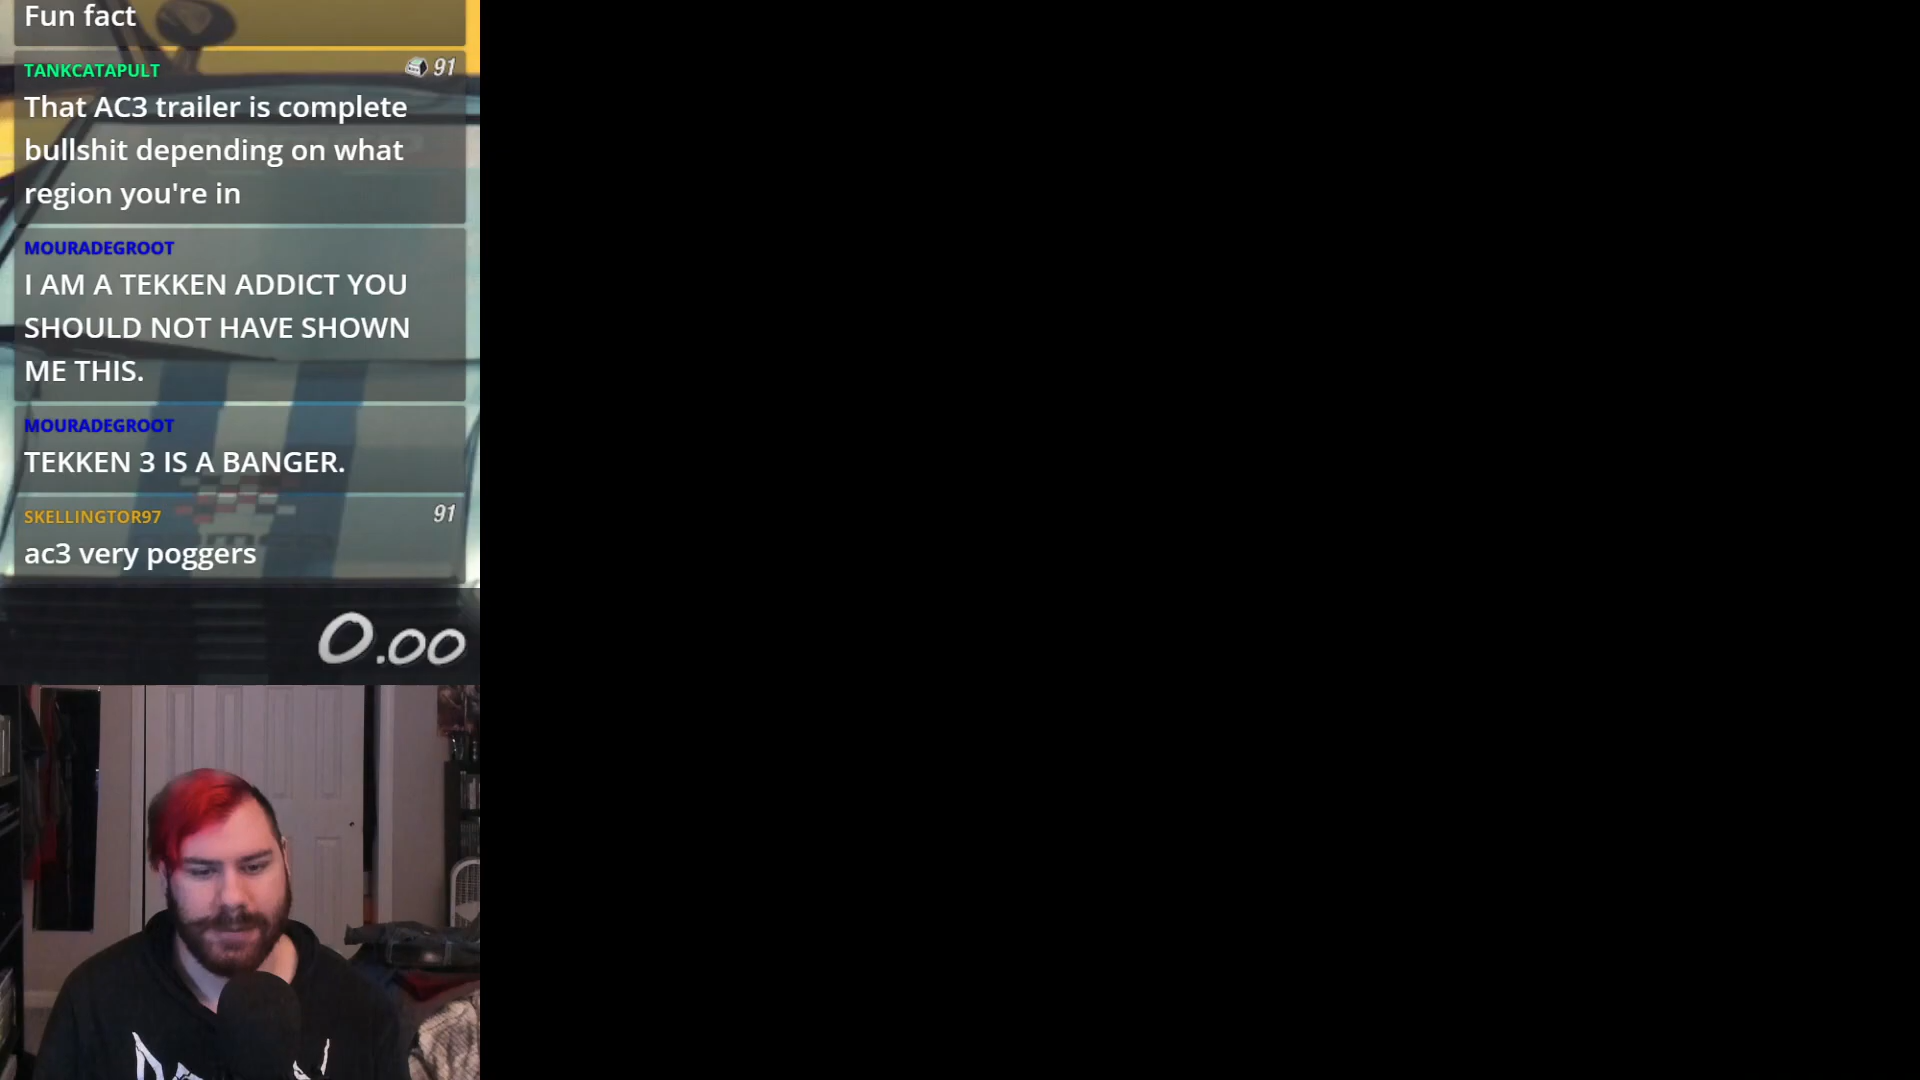 Fun fact
TANKCATAPULT 91
That AC3 trailer is complete
bullshit depending on what
region you're in
MOURADEGROOT
I AM A TEKKEN ADDICT YOU
SHOULD NOT HAVE SHOWN
ME THIS.
MOURADEGROOT
TEKKEN 3 IS A BANGER.
SKELLINGTOR97 91
ac3 very poggers
0.00